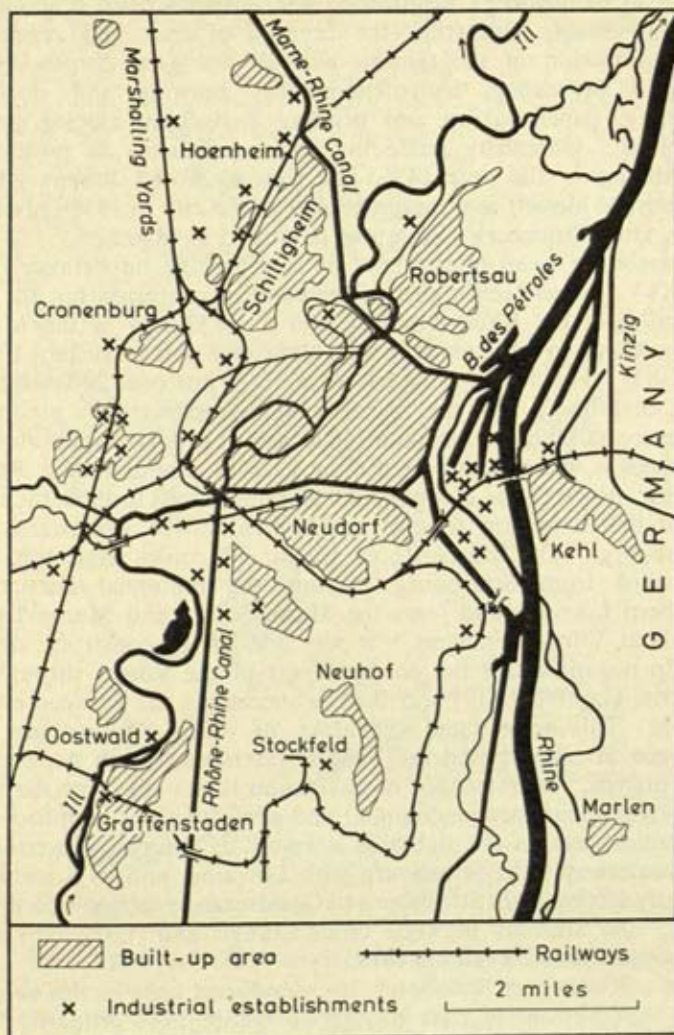 Ill
Marne-Rhine Canal
Marshalling Yards
Hoenheim
Schiltigheim
Robertsau
Cronenburg
B. des Pétroles
Kinzig
GERMANY
Neudorf
Kehl
Rhône-Rhine Canal
Neuhof
Oostwald
Stockfeld
Rhine
Ill
Graffenstaden
Marlen
Built-up area
Railways
Industrial establishments
2 miles